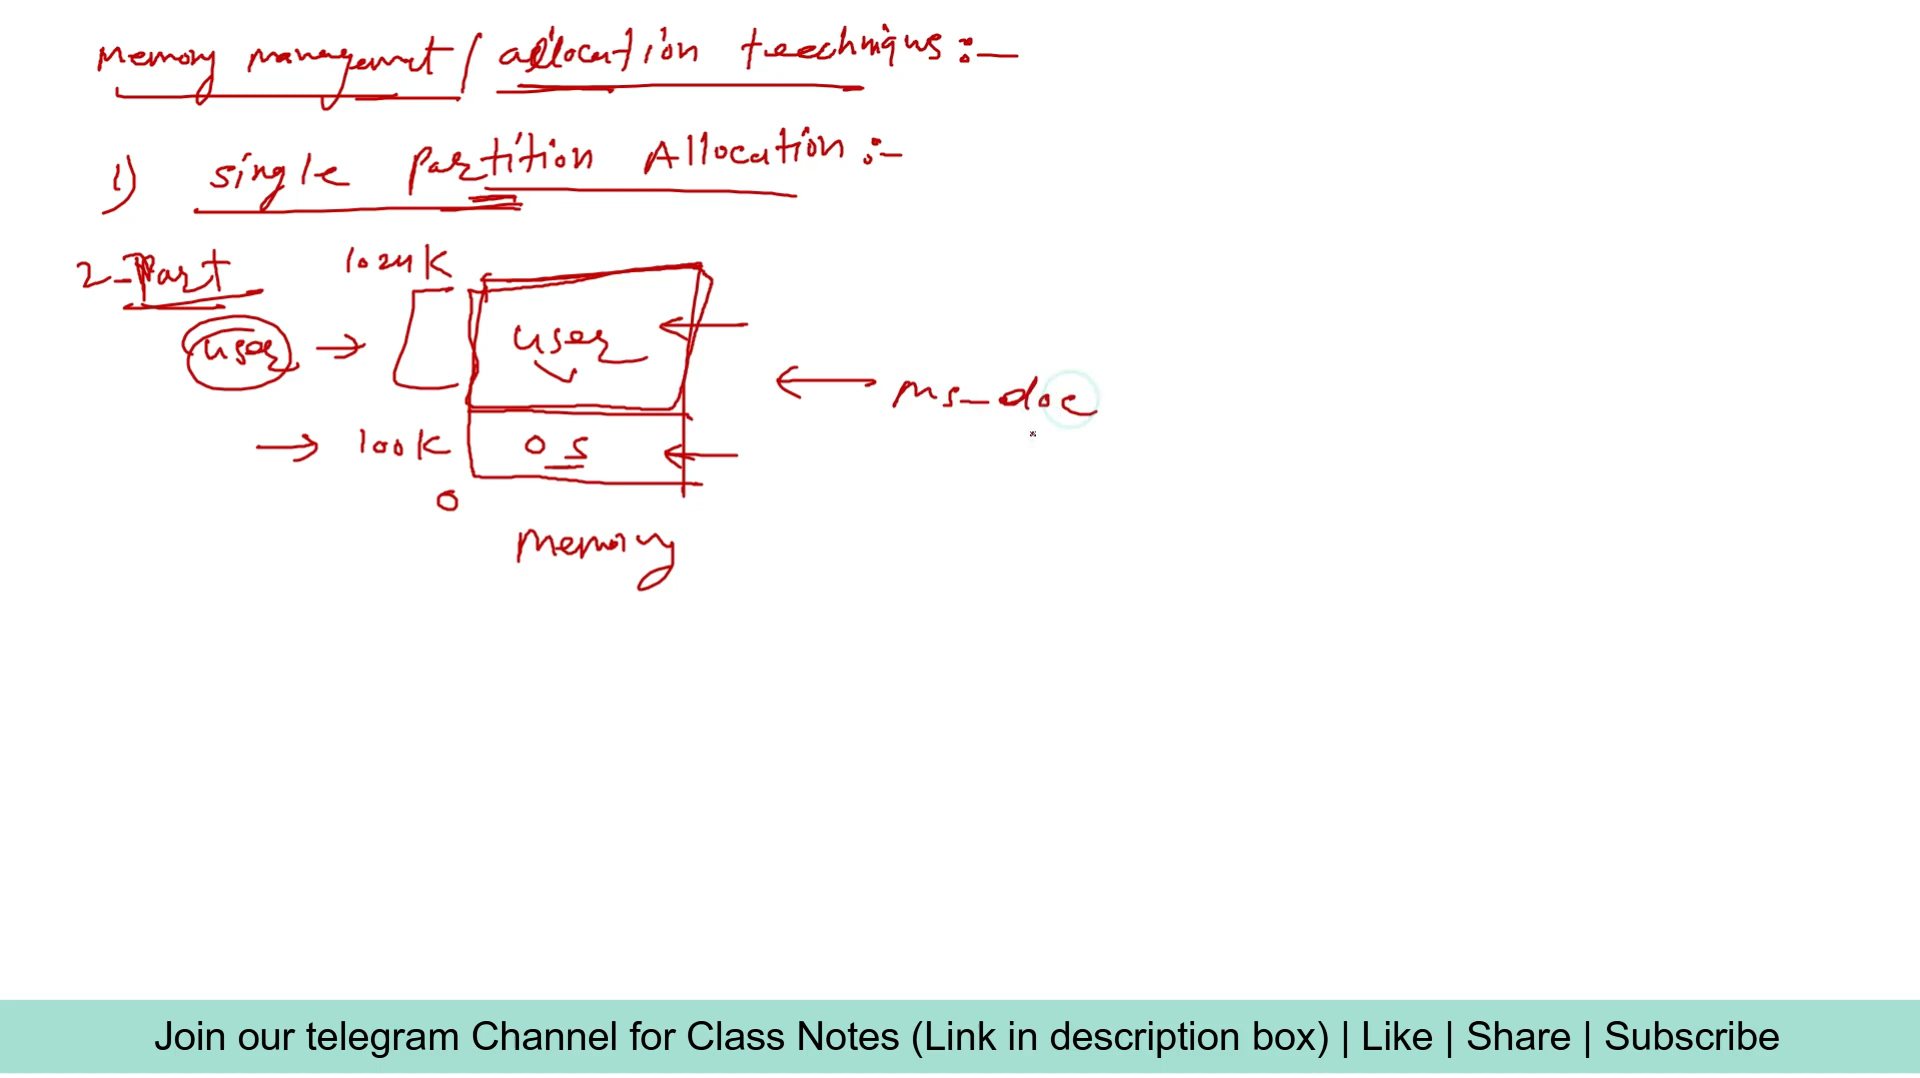 Memory management / allocation teechniqus :-
1) single Partition Allocation :-
2-Part
1024K
user → user ←
← ms-doc
→ 100K OS ←
0
Memory
Join our telegram Channel for Class Notes (Link in description box) | Like | Share | Subscribe